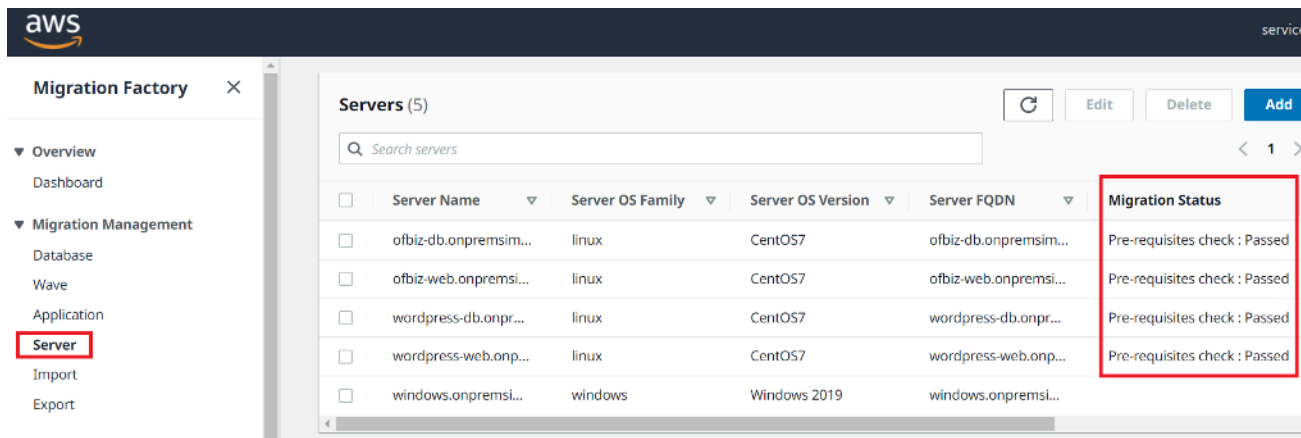 aws
service
Migration Factory
Overview
Dashboard
Migration Management
Database
Wave
Application
Server
Import
Export
Servers (5)
Edit Delete Add
Search servers
1
Server Name Server OS Family Server OS Version Server FQDN Migration Status
ofbiz-db.onpremsim... linux CentOS7 ofbiz-db.onpremsim... Pre-requisites check : Passed
ofbiz-web.onpremsi... linux CentOS7 ofbiz-web.onpremsi... Pre-requisites check : Passed
wordpress-db.onpr... linux CentOS7 wordpress-db.onpr... Pre-requisites check : Passed
wordpress-web.onp... linux CentOS7 wordpress-web.onp... Pre-requisites check : Passed
windows.onpremsi... windows Windows 2019 windows.onpremsi...